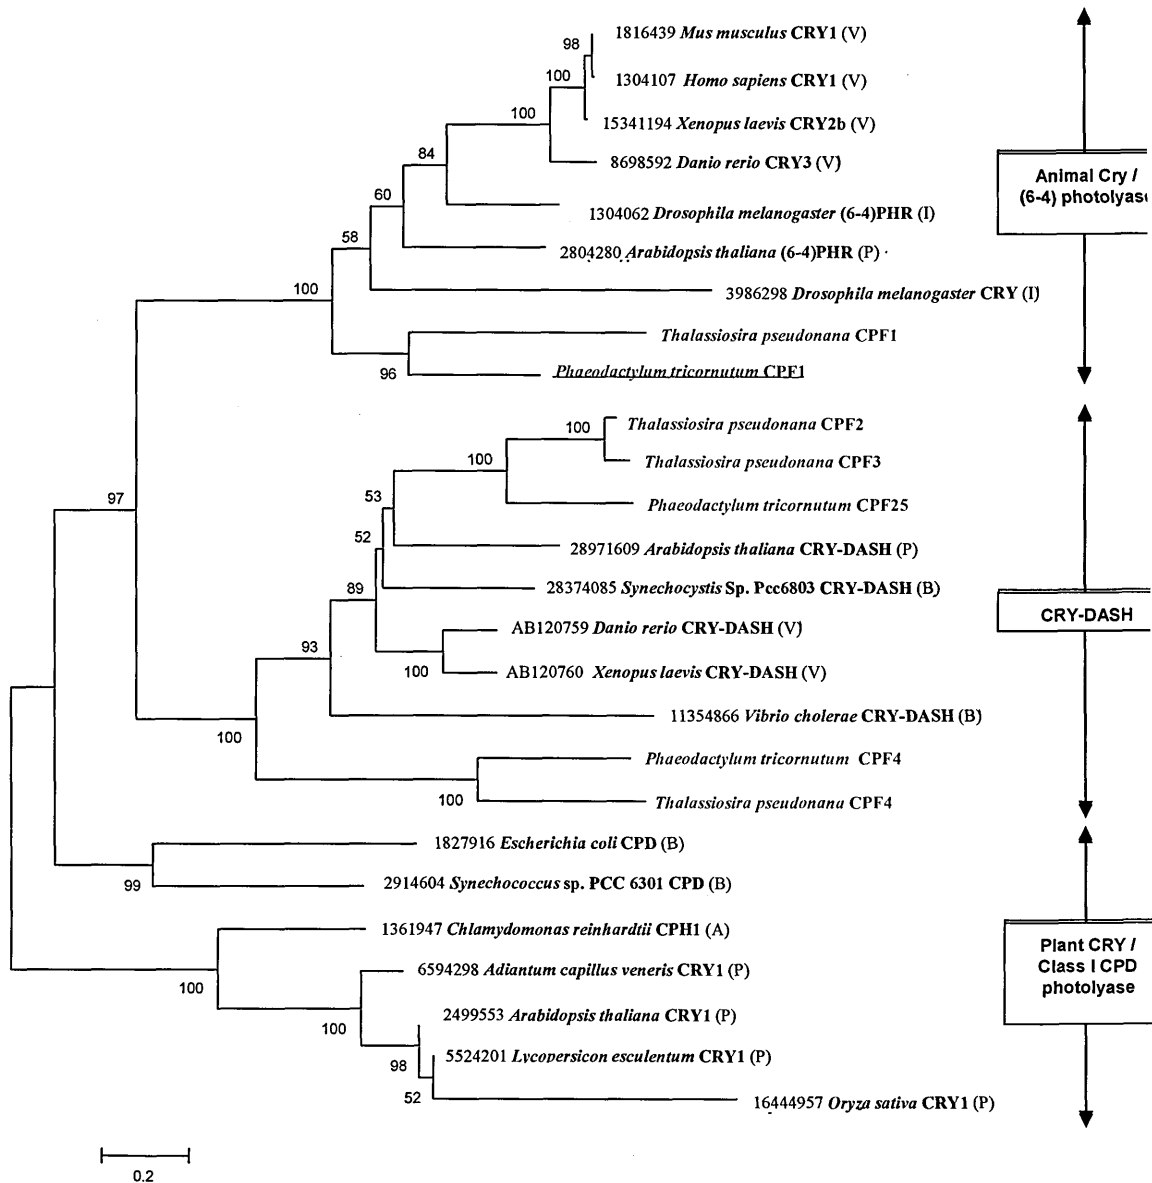 98
1816439 Mus musculus CRY1 (V)
100
1304107 Homo sapiens CRY1 (V)
100
15341194 Xenopus laevis CRY2b (V)
84
8698592 Danio rerio CRY3 (V)
60
1304062 Drosophila melanogaster (6-4)PHR (I)
58
2804280 Arabidopsis thaliana (6-4)PHR (P)
100
3986298 Drosophila melanogaster CRY (I)
Thalassiosira pseudonana CPF1
96
Phaeodactylum tricornutum CPF1
Animal Cry /
(6-4) photolyase
100
Thalassiosira pseudonana CPF2
100
Thalassiosira pseudonana CPF3
97
53
Phaeodactylum tricornutum CPF25
52
28971609 Arabidopsis thaliana CRY-DASH (P)
89
28374085 Synechocystis Sp. Pcc6803 CRY-DASH (B)
93
AB120759 Danio rerio CRY-DASH (V)
100
AB120760 Xenopus laevis CRY-DASH (V)
11354866 Vibrio cholerae CRY-DASH (B)
100
Phaeodactylum tricornutum CPF4
100
Thalassiosira pseudonana CPF4
CRY-DASH
1827916 Escherichia coli CPD (B)
99
2914604 Synechococcus sp. PCC 6301 CPD (B)
1361947 Chlamydomonas reinhardtii CPH1 (A)
100
6594298 Adiantum capillus veneris CRY1 (P)
100
2499553 Arabidopsis thaliana CRY1 (P)
98
5524201 Lycopersicon esculentum CRY1 (P)
52
16444957 Oryza sativa CRY1 (P)
Plant CRY /
Class I CPD
photolyase
0.2